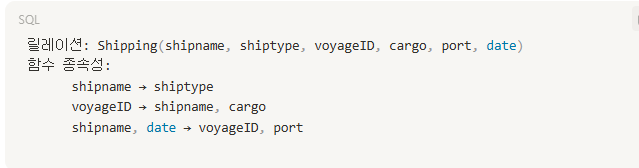 SQL
릴레이션: Shipping(shipname, shiptype, voyageID, cargo, port, date)
함수 종속성:
shipname → shiptype
voyageID → shipname, cargo
shipname, date → voyageID, port